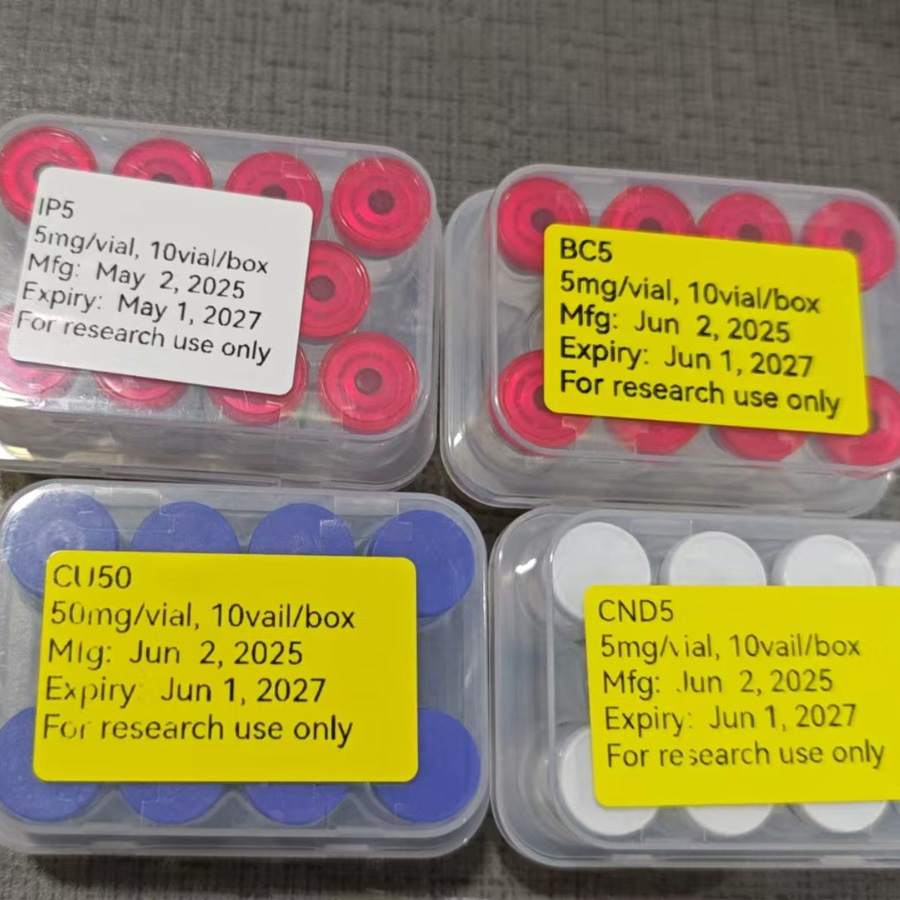 IP5
5mg/vial, 10vial/box
Mfg: May 2, 2025
Expiry: May 1, 2027
For research use only
BC5
5mg/vial, 10vial/box
Mfg: Jun 2, 2025
Expiry: Jun 1, 2027
For research use only
CU50
50mg/vial, 10vail/box
Mfg: Jun 2, 2025
Expiry: Jun 1, 2027
For research use only
CND5
5mg/vial, 10vail/box
Mfg: Jun 2, 2025
Expiry: Jun 1, 2027
For research use only